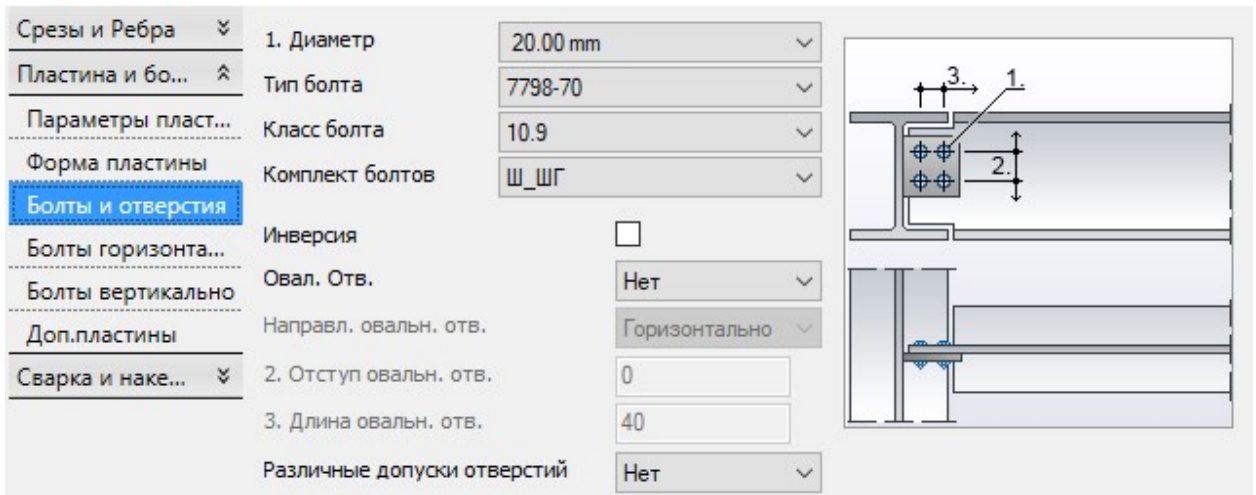 Срезы и Ребра
Пластина и бо...
Параметры пласт...
Форма пластины
Болты и отверстия
Болты горизонта...
Болты вертикально
Доп.пластины
Сварка и наке...
1. Диаметр 20.00 mm
Тип болта 7798-70
Класс болта 10.9
Комплект болтов Ш_ШГ
Инверсия
Овал. Отв. Нет
Направл. овальн. отв. Горизонтально
2. Отступ овальн. отв. 0
3. Длина овальн. отв. 40
Различные допуски отверстий Нет
3. 1.
2.